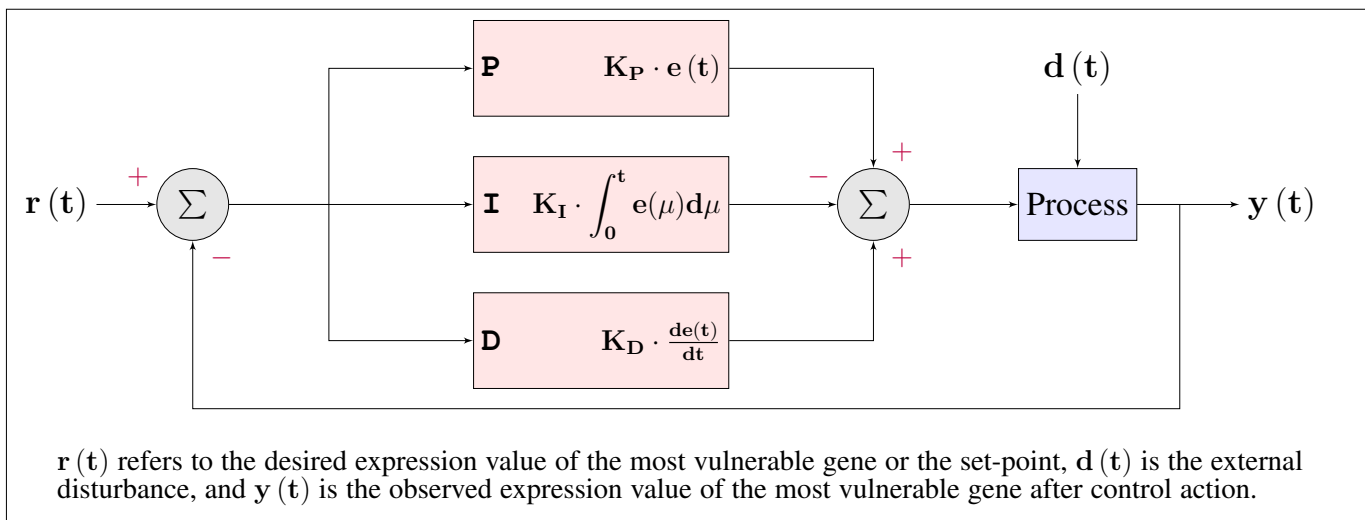 d (t)
P K_P · e (t)
+
+
−
r (t)
∑
I K_I · ∫_0^t e(μ)dμ
∑
Process
y (t)
−
+
D K_D · de(t)/dt
r (t) refers to the desired expression value of the most vulnerable gene or the set-point, d (t) is the external
disturbance, and y (t) is the observed expression value of the most vulnerable gene after control action.